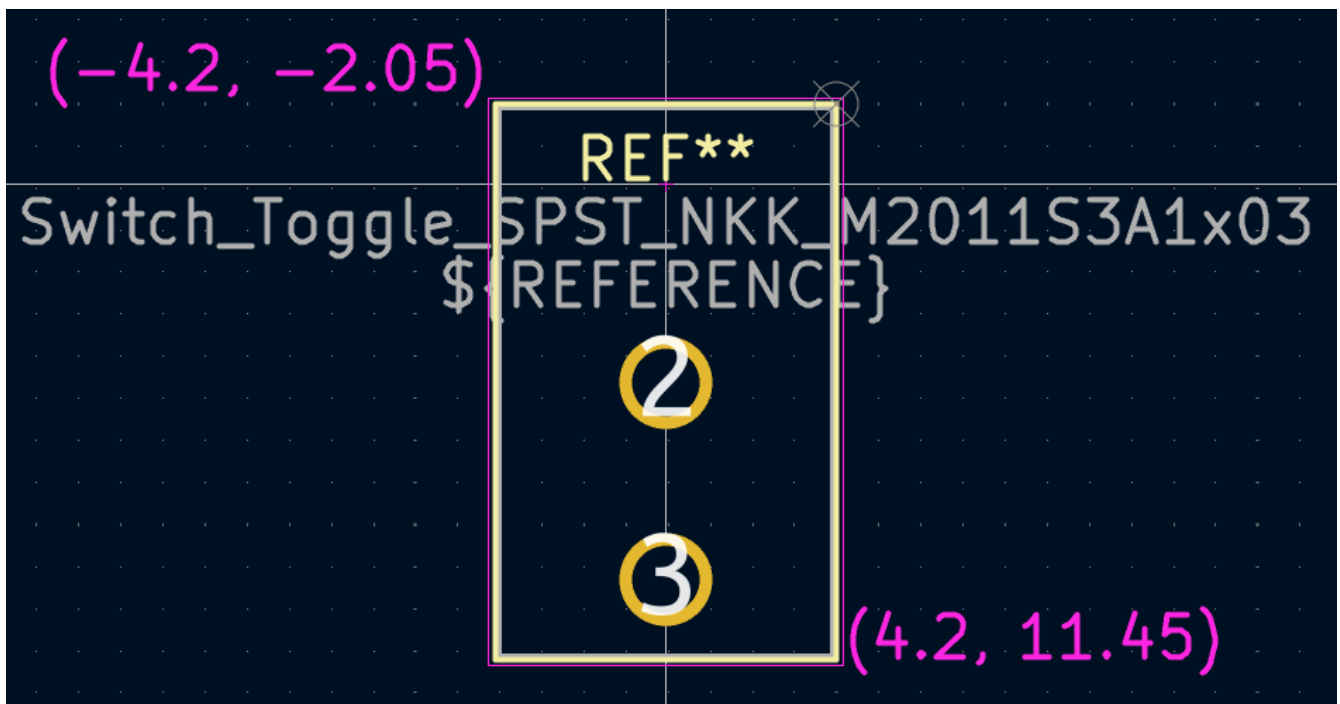 (-4.2, -2.05)
REF**
Switch_Toggle_SPST_NKK_M2011S3A1x03
${REFERENCE}
2
3
(4.2, 11.45)